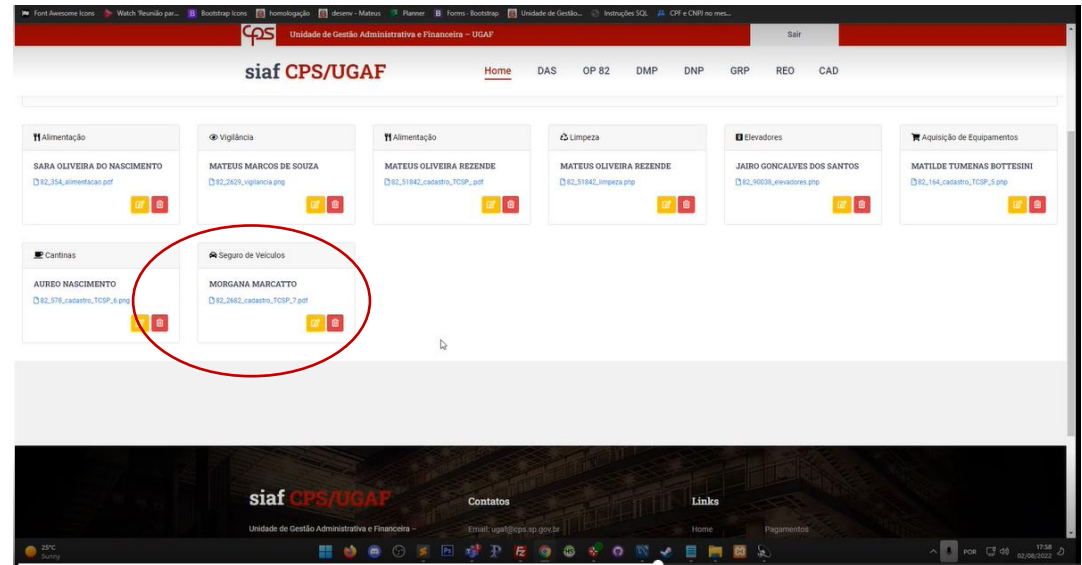 Font Awesome Icons Watch 'Reunião par... Bootstrap Icons homologação desenv - Mateus Planner Forms · Bootstrap Unidade de Gestão... Instruções SQL CPF e CNPJ no mes...
cps Unidade de Gestão Administrativa e Financeira – UGAF Sair
siaf CPS/UGAF Home DAS OP 82 DMP DNP GRP REO CAD
Alimentação
SARA OLIVEIRA DO NASCIMENTO
82_354_alimentacao.pdf
Vigilância
MATEUS MARCOS DE SOUZA
82_2629_vigilancia.png
Alimentação
MATEUS OLIVEIRA REZENDE
82_51842_cadastro_TCSP_.pdf
Limpeza
MATEUS OLIVEIRA REZENDE
82_51842_limpeza.php
Elevadores
JAIRO GONCALVES DOS SANTOS
82_90038_elevadores.php
Aquisição de Equipamentos
MATILDE TUMENAS BOTTESINI
82_164_cadastro_TCSP_5.php
Cantinas
AUREO NASCIMENTO
82_576_cadastro_TCSP_6.png
Seguro de Veículos
MORGANA MARCATTO
82_2682_cadastro_TCSP_7.pdf
siaf CPS/UGAF
Unidade de Gestão Administrativa e Financeira –
Contatos
Email: ugaf@cps.sp.gov.br
Links
Home Pagamentos
23°C
Sunny
POR
17:58
02/06/2022